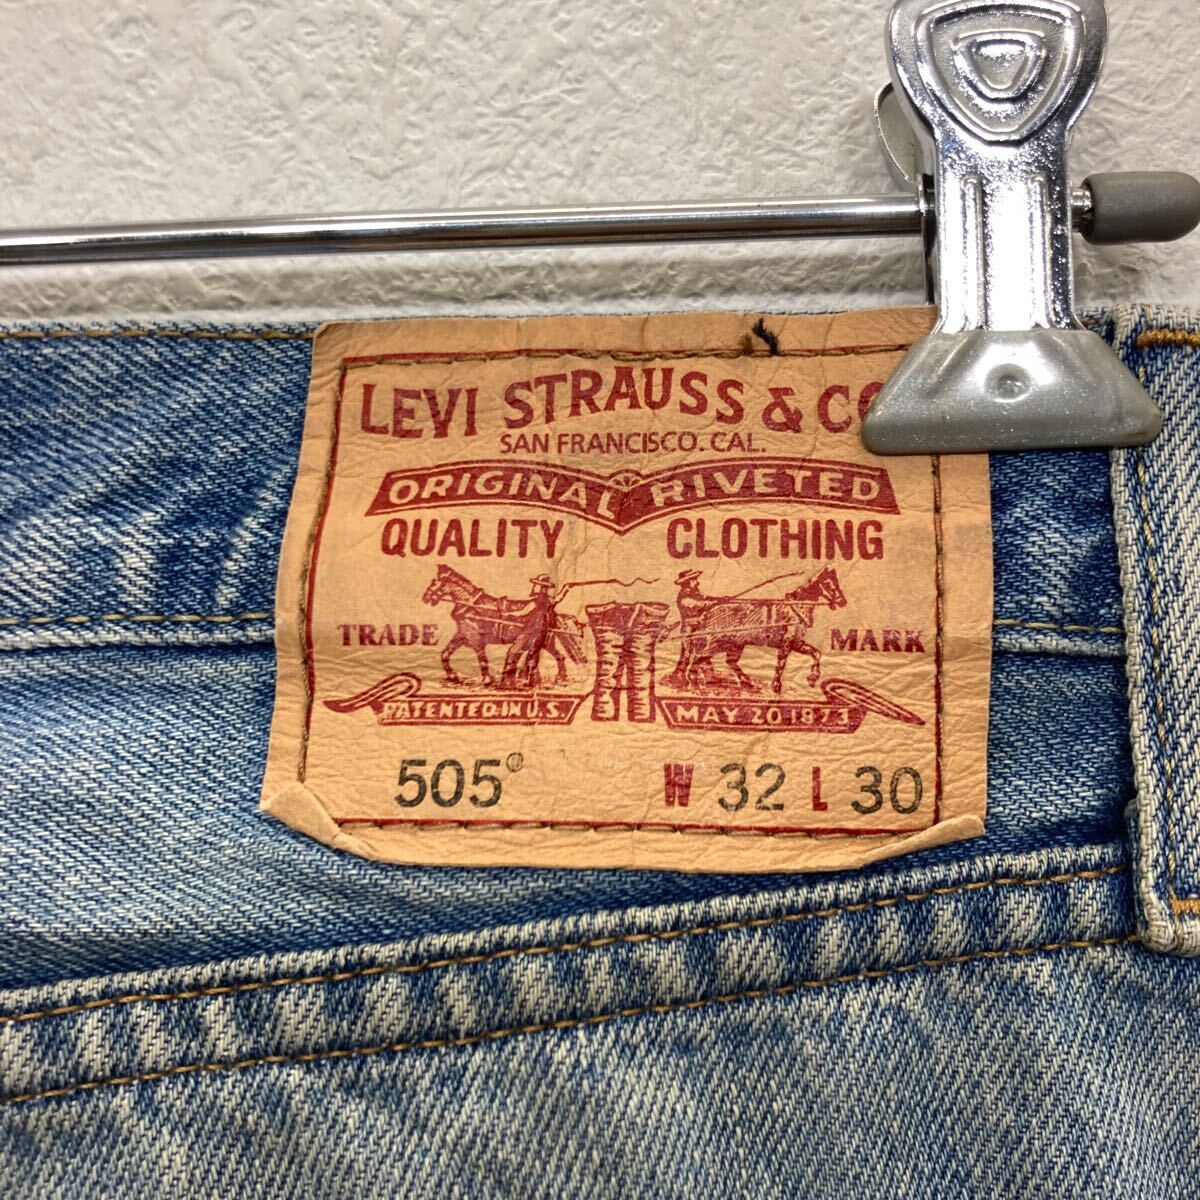 LEVI STRAUSS & CO
SAN FRANCISCO. CAL.
ORIGINAL RIVETED
QUALITY CLOTHING
TRADE MARK
PATENTED IN U.S. MAY 20 1873
505® W 32 L 30